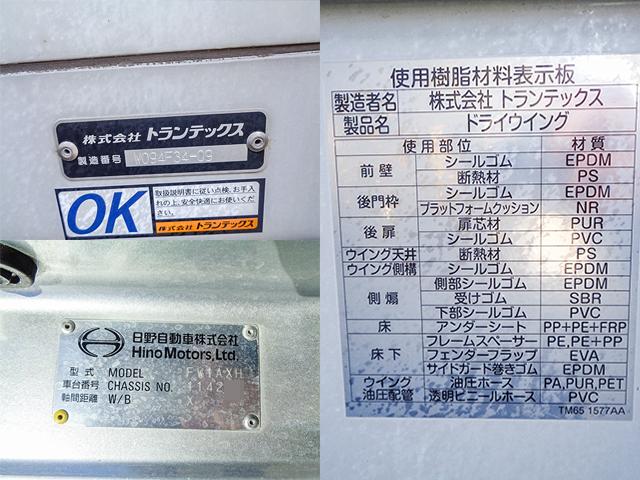 株式会社 トランテックス
製造番号 W094F34-09
OK
取扱説明書に従い点検、お手入
れの上、安全快適にお使いくだ
さい。
株式会社 トランテックス
日野自動車株式会社
Hino Motors, Ltd.
型式 MODEL FW1AXH
車台番号 CHASSIS NO. 1142
軸間距離 W/B X
使用樹脂材料表示板
製造者名 株式会社 トランテックス
製品名 ドライウイング
使用部位 材質
前壁 シールゴム EPDM
断熱材 PS
後門枠 シールゴム EPDM
プラットフォームクッション NR
後扉 扉芯材 PUR
シールゴム PVC
ウイング天井 断熱材 PS
ウイング側構 シールゴム EPDM
側煽 側部シールゴム EPDM
受けゴム SBR
下部シールゴム PVC
床 アンダーシート PP+PE+FRP
床下 フレームスペーサー PE,PE+PP
フェンダーフラップ EVA
サイドガード巻きゴム EPDM
ウイング 油圧ホース PA,PUR,PET
油圧配管 透明ビニールホース PVC
TM65 1577AA